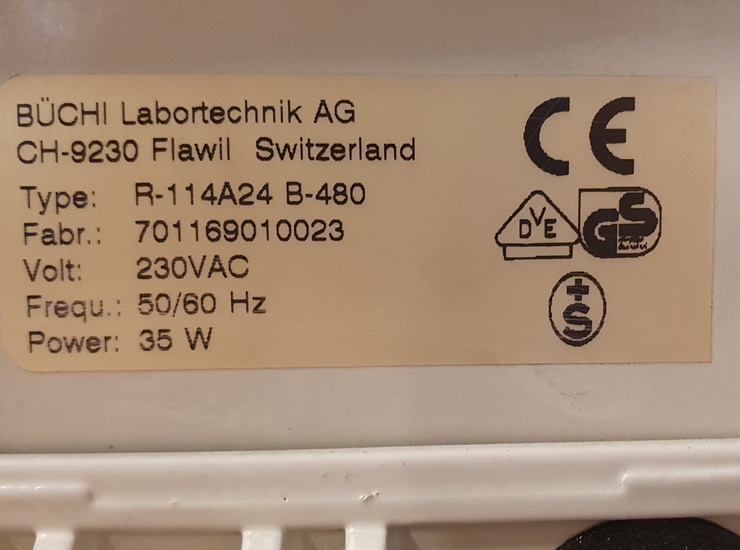 BÜCHI Labortechnik AG
CH-9230 Flawil Switzerland
Type: R-114A24 B-480
Fabr.: 701169010023
Volt: 230VAC
Frequ.: 50/60 Hz
Power: 35 W
CE
DVE
GS
+S